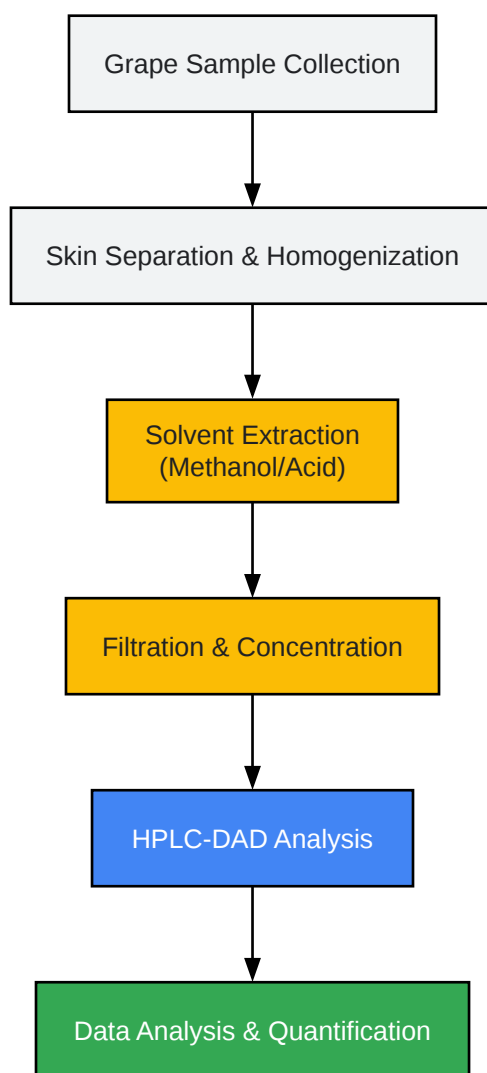 Grape Sample Collection
Skin Separation & Homogenization
Solvent Extraction
(Methanol/Acid)
Filtration & Concentration
HPLC-DAD Analysis
Data Analysis & Quantification